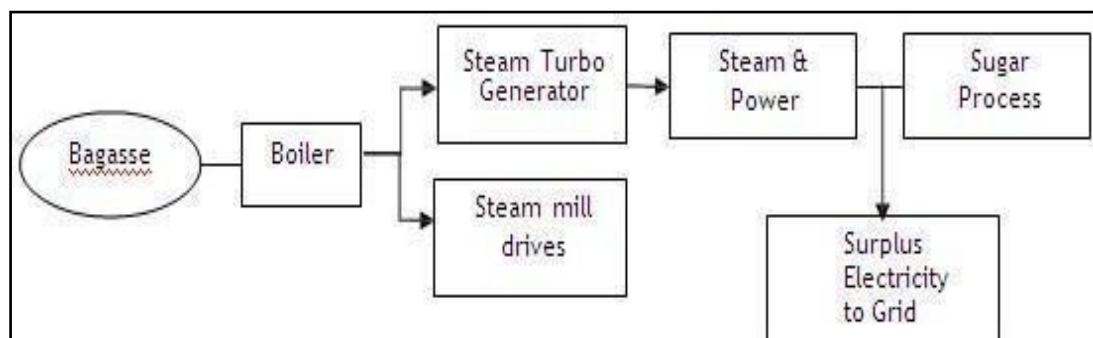 Bagasse
Boiler
Steam Turbo
Generator
Steam mill
drives
Steam &
Power
Sugar
Process
Surplus
Electricity
to Grid